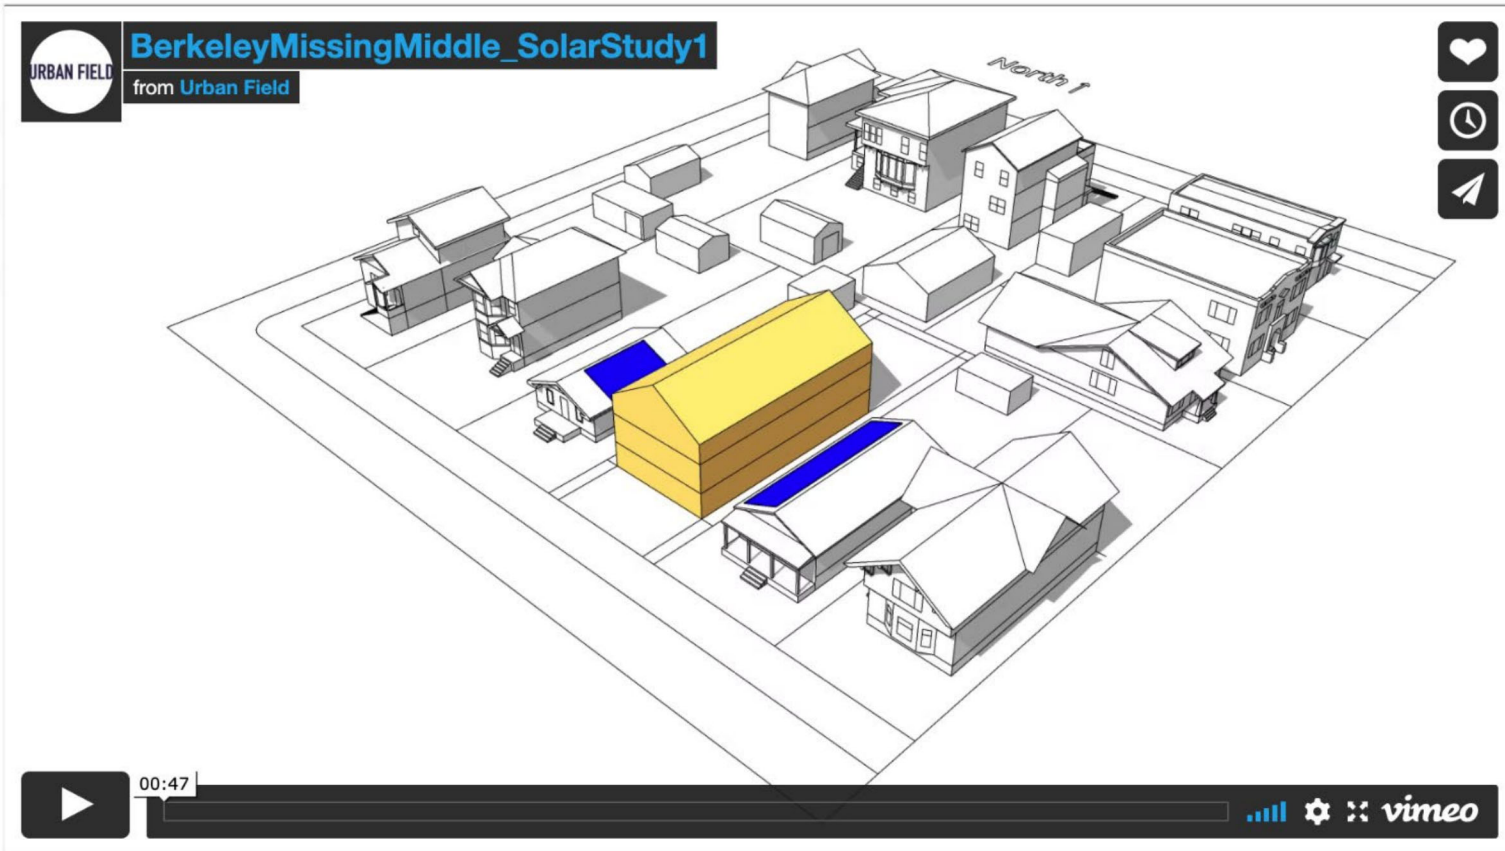 URBAN FIELD
BerkeleyMissingMiddle_SolarStudy1
from Urban Field
North ↑
00:47
vimeo